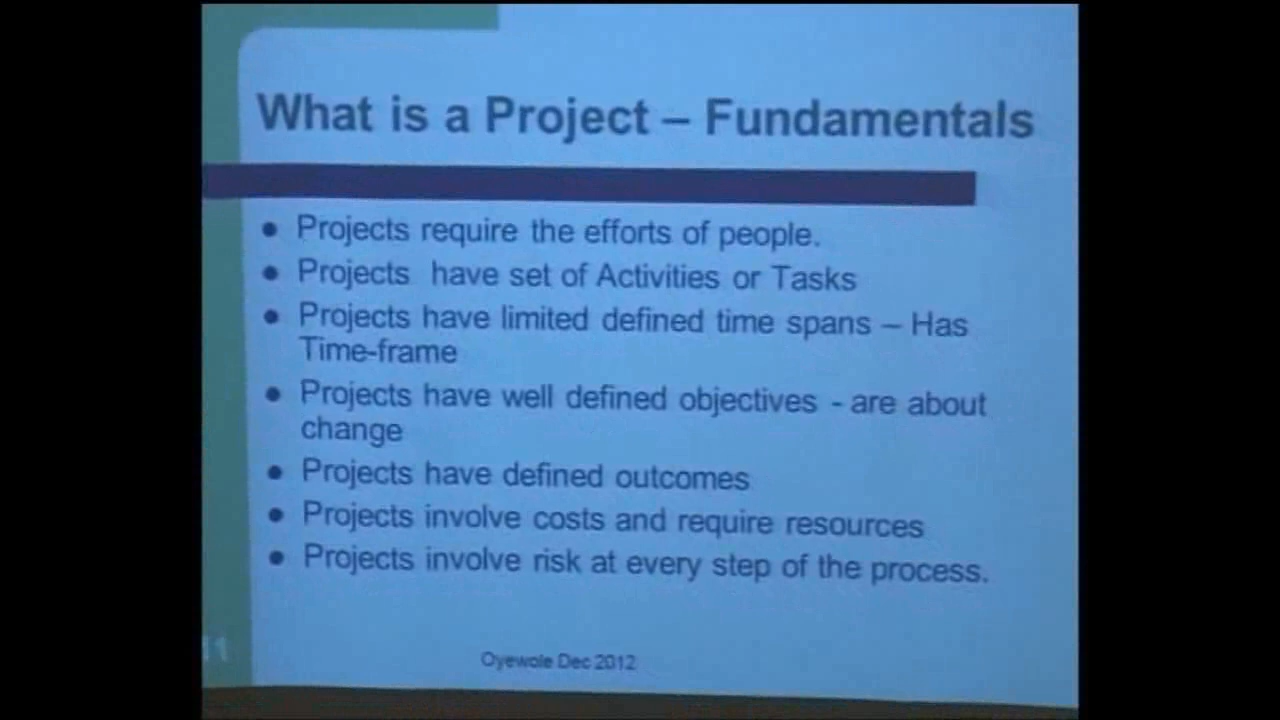 What is a Project – Fundamentals
● Projects require the efforts of people.
● Projects have set of Activities or Tasks
● Projects have limited defined time spans – Has
Time-frame
● Projects have well defined objectives - are about
change
● Projects have defined outcomes
● Projects involve costs and require resources
● Projects involve risk at every step of the process.
11
Oyewole Dec 2012